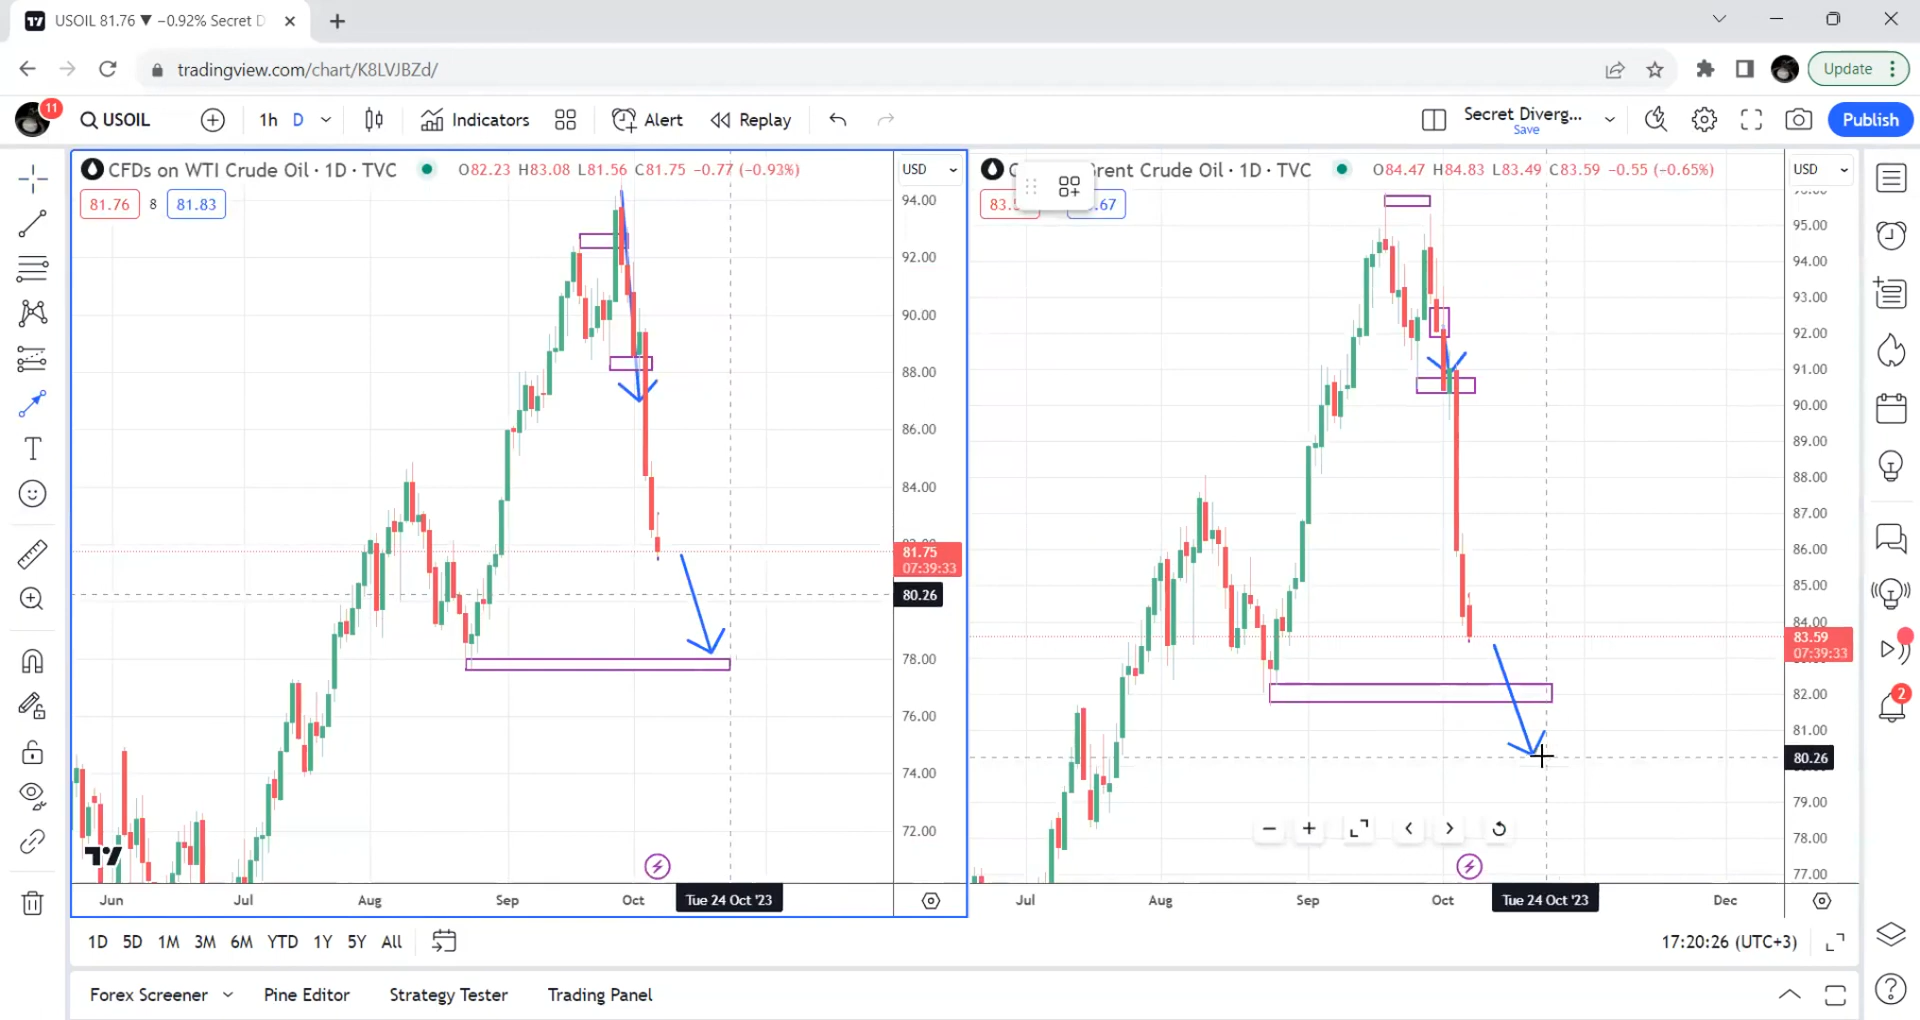 USOIL 81.76 ▼ −0.92% Secret D
tradingview.com/chart/K8LVJBZd/
Update
11
USOIL
1h
D
Indicators
Alert
Replay
Secret Diverg...
Save
Publish
CFDs on WTI Crude Oil · 1D · TVC
O82.23 H83.08 L81.56 C81.75 −0.77 (−0.93%)
USD
81.76
8
81.83
94.00
92.00
90.00
88.00
86.00
84.00
81.75
07:39:33
80.26
78.00
76.00
74.00
72.00
Jun
Jul
Aug
Sep
Oct
Tue 24 Oct '23
rent Crude Oil · 1D · TVC
O84.47 H84.83 L83.49 C83.59 −0.55 (−0.65%)
USD
.67
95.00
94.00
93.00
92.00
91.00
90.00
89.00
88.00
87.00
86.00
85.00
84.00
83.59
07:39:33
82.00
81.00
80.26
79.00
78.00
77.00
Jul
Aug
Sep
Oct
Tue 24 Oct '23
Dec
2
1D 5D 1M 3M 6M YTD 1Y 5Y All
17:20:26 (UTC+3)
Forex Screener
Pine Editor
Strategy Tester
Trading Panel